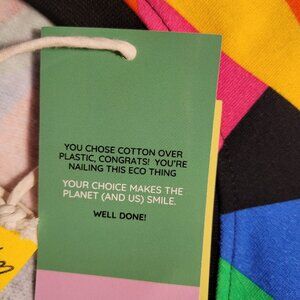 YOU CHOSE COTTON OVER
PLASTIC, CONGRATS! YOU'RE
NAILING THIS ECO THING
YOUR CHOICE MAKES THE
PLANET (AND US) SMILE.
WELL DONE!